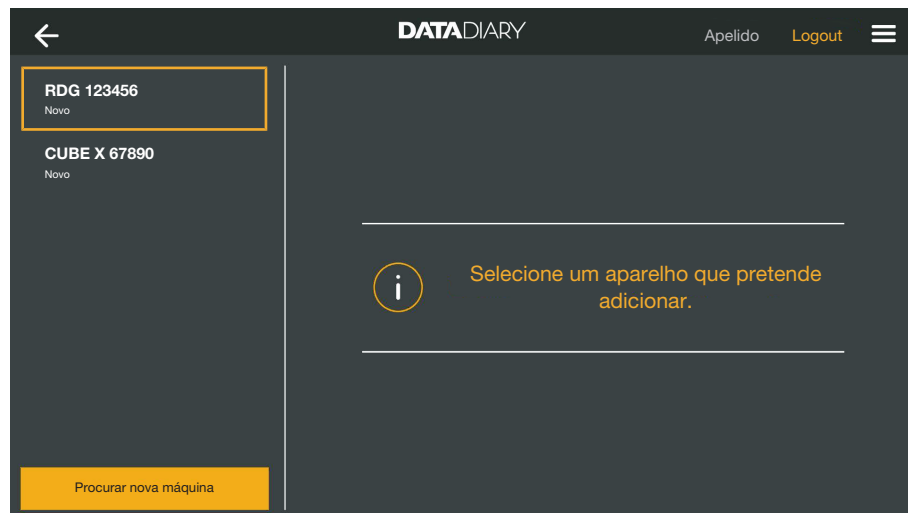 DATADIARY
Apelido
Logout
RDG 123456
Novo
CUBE X 67890
Novo
i
Selecione um aparelho que pretende
adicionar.
Procurar nova máquina